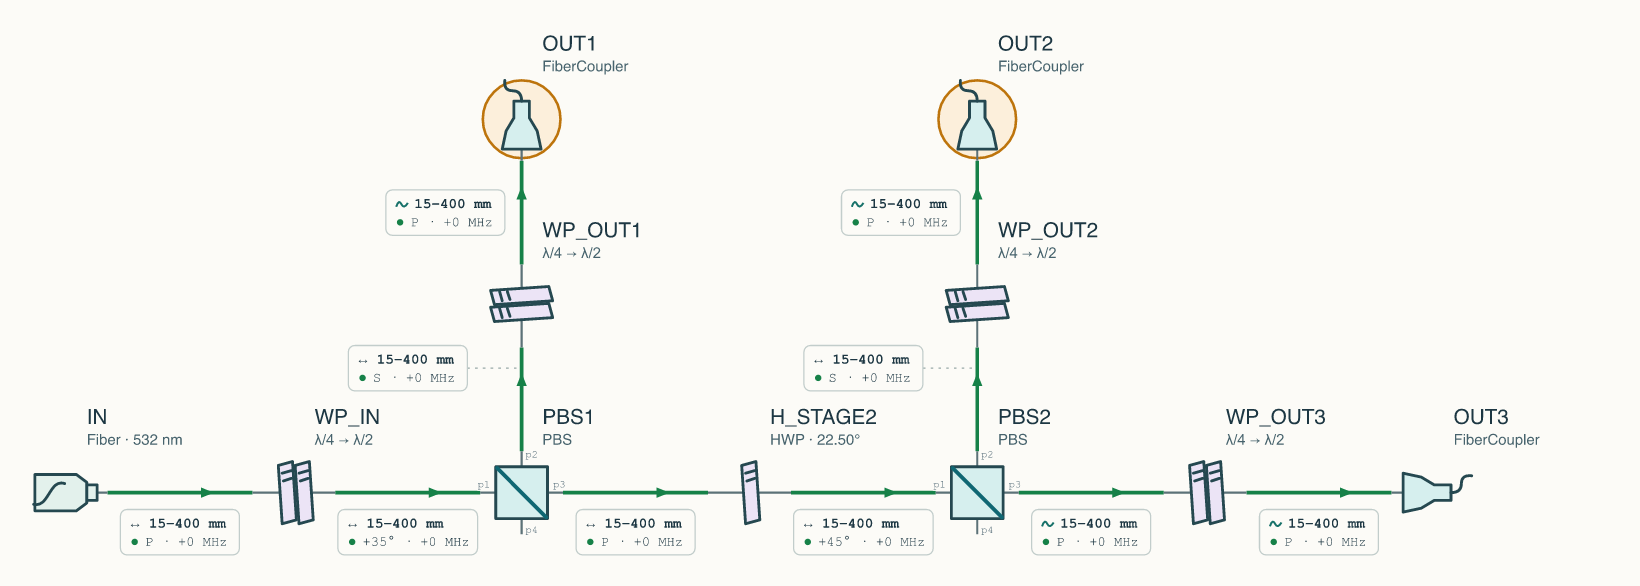 OUT1
FiberCoupler
OUT2
FiberCoupler
15–400 mm
P · +0 MHz
15–400 mm
P · +0 MHz
WP_OUT1
λ/4 → λ/2
WP_OUT2
λ/4 → λ/2
↔ 15–400 mm
S · +0 MHz
↔ 15–400 mm
S · +0 MHz
IN
Fiber · 532 nm
WP_IN
λ/4 → λ/2
PBS1
PBS
H_STAGE2
HWP · 22.50°
PBS2
PBS
WP_OUT3
λ/4 → λ/2
OUT3
FiberCoupler
p2
p2
p1
p3
p1
p3
p4
p4
↔ 15–400 mm
P · +0 MHz
↔ 15–400 mm
+35° · +0 MHz
↔ 15–400 mm
P · +0 MHz
↔ 15–400 mm
+45° · +0 MHz
15–400 mm
P · +0 MHz
15–400 mm
P · +0 MHz